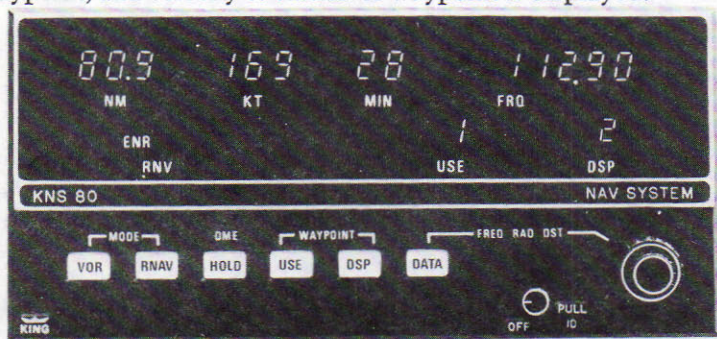 80.9 169 28 112.90
NM KT MIN FRQ
ENR 1 2
RNV USE DSP
KNS 80 NAV SYSTEM
MODE DME WAYPOINT FREQ RAD DST
VOR RNAV HOLD USE DSP DATA
PULL
OFF ID
KING